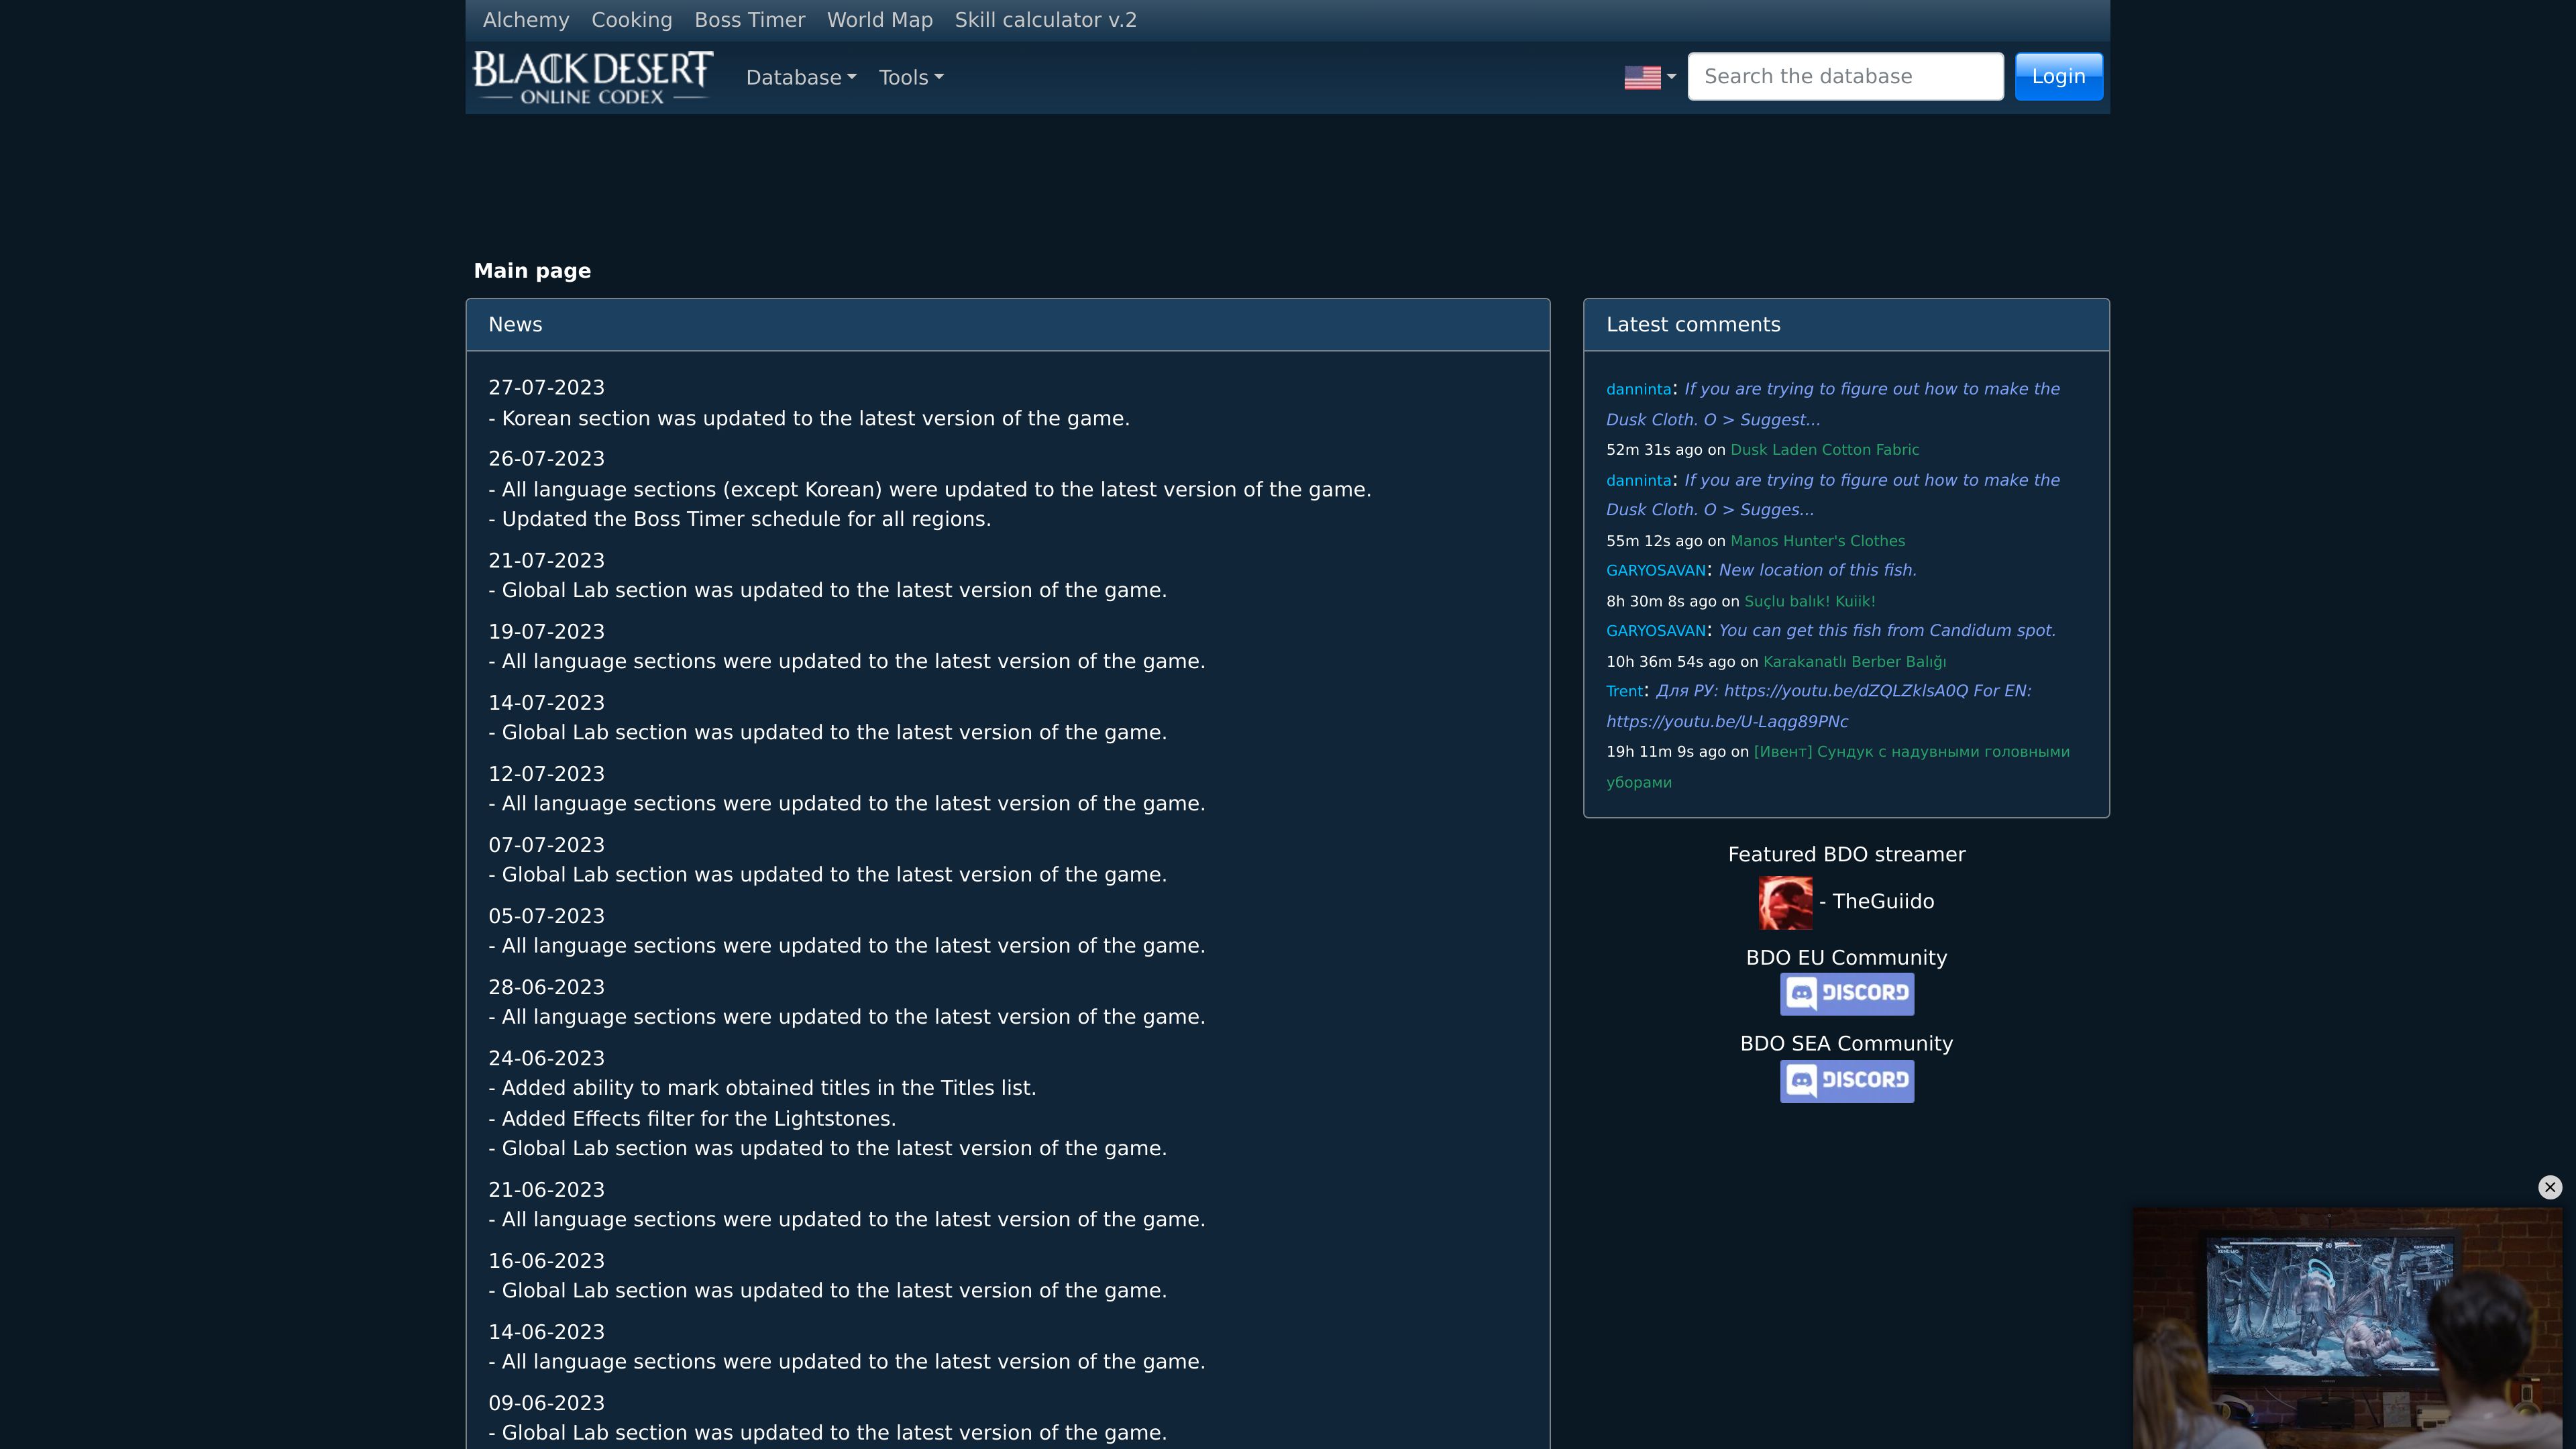 Alchemy Cooking Boss Timer World Map Skill calculator v.2
BLACK DESERT
ONLINE CODEX
Database Tools
Search the database
Login
Main page
News
27-07-2023
- Korean section was updated to the latest version of the game.
26-07-2023
- All language sections (except Korean) were updated to the latest version of the game.
- Updated the Boss Timer schedule for all regions.
21-07-2023
- Global Lab section was updated to the latest version of the game.
19-07-2023
- All language sections were updated to the latest version of the game.
14-07-2023
- Global Lab section was updated to the latest version of the game.
12-07-2023
- All language sections were updated to the latest version of the game.
07-07-2023
- Global Lab section was updated to the latest version of the game.
05-07-2023
- All language sections were updated to the latest version of the game.
28-06-2023
- All language sections were updated to the latest version of the game.
24-06-2023
- Added ability to mark obtained titles in the Titles list.
- Added Effects filter for the Lightstones.
- Global Lab section was updated to the latest version of the game.
21-06-2023
- All language sections were updated to the latest version of the game.
16-06-2023
- Global Lab section was updated to the latest version of the game.
14-06-2023
- All language sections were updated to the latest version of the game.
09-06-2023
- Global Lab section was updated to the latest version of the game.
Latest comments
danninta: If you are trying to figure out how to make the
Dusk Cloth. O > Suggest...
52m 31s ago on Dusk Laden Cotton Fabric
danninta: If you are trying to figure out how to make the
Dusk Cloth. O > Sugges...
55m 12s ago on Manos Hunter's Clothes
GARYOSAVAN: New location of this fish.
8h 30m 8s ago on Suçlu balık! Kuiik!
GARYOSAVAN: You can get this fish from Candidum spot.
10h 36m 54s ago on Karakanatlı Berber Balığı
Trent: Для РУ: https://youtu.be/dZQLZklsA0Q For EN:
https://youtu.be/U-Laqg89PNc
19h 11m 9s ago on [Ивент] Сундук с надувными головными
уборами
Featured BDO streamer
- TheGuiido
BDO EU Community
DISCORD
BDO SEA Community
DISCORD